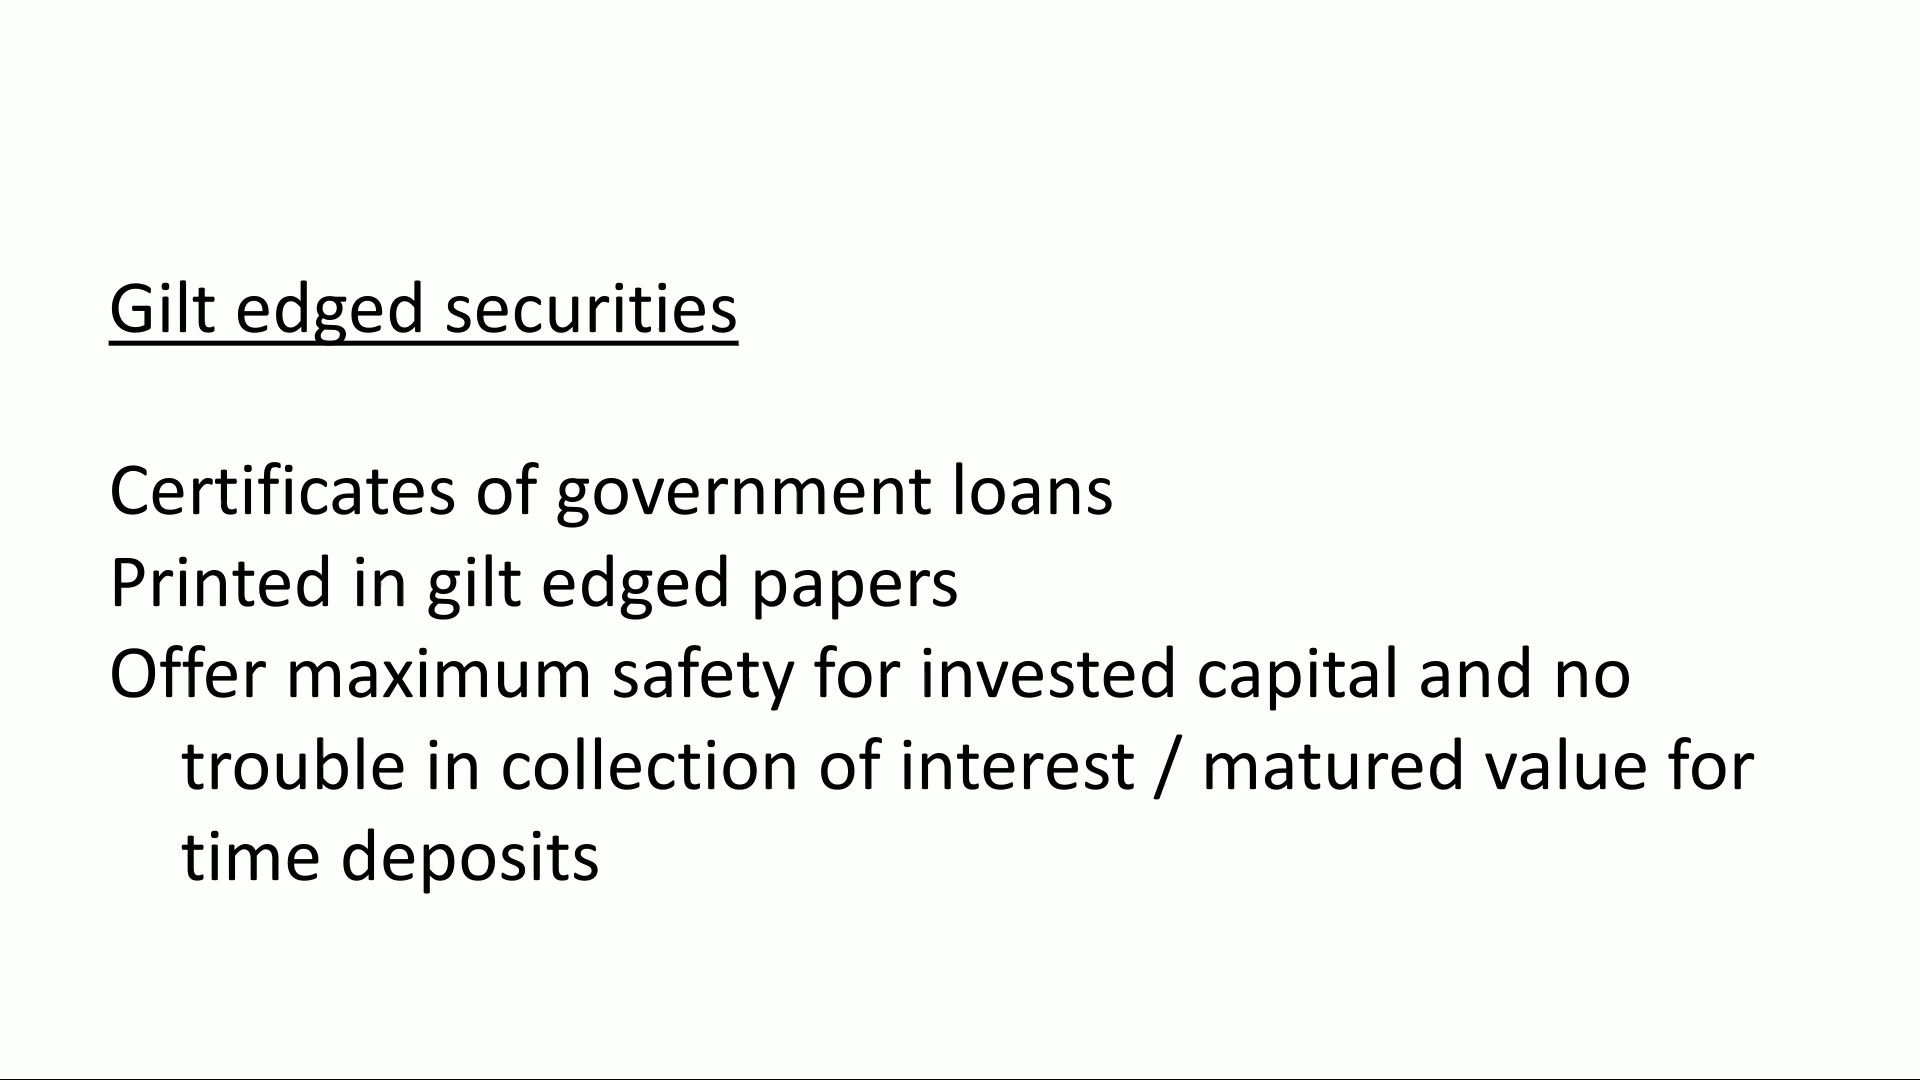 Gilt edged securities
Certificates of government loans
Printed in gilt edged papers
Offer maximum safety for invested capital and no
trouble in collection of interest / matured value for
time deposits